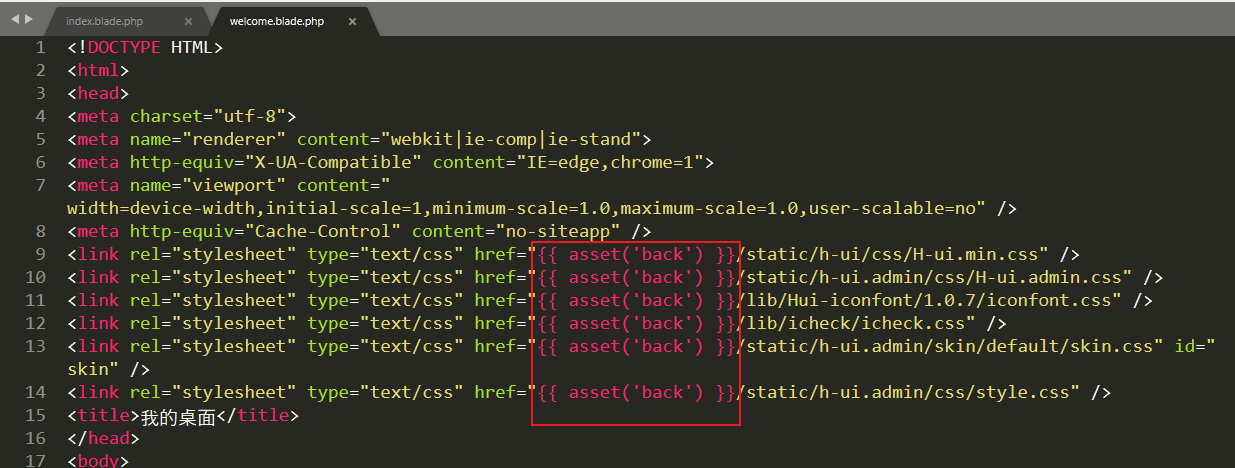 index.blade.php × welcome.blade.php ×
1 <!DOCTYPE HTML>
2 <html>
3 <head>
4 <meta charset="utf-8">
5 <meta name="renderer" content="webkit|ie-comp|ie-stand">
6 <meta http-equiv="X-UA-Compatible" content="IE=edge,chrome=1">
7 <meta name="viewport" content="
width=device-width,initial-scale=1,minimum-scale=1.0,maximum-scale=1.0,user-scalable=no" />
8 <meta http-equiv="Cache-Control" content="no-siteapp" />
9 <link rel="stylesheet" type="text/css" href="{{ asset('back') }}/static/h-ui/css/H-ui.min.css" />
10 <link rel="stylesheet" type="text/css" href="{{ asset('back') }}/static/h-ui.admin/css/H-ui.admin.css" />
11 <link rel="stylesheet" type="text/css" href="{{ asset('back') }}/lib/Hui-iconfont/1.0.7/iconfont.css" />
12 <link rel="stylesheet" type="text/css" href="{{ asset('back') }}/lib/icheck/icheck.css" />
13 <link rel="stylesheet" type="text/css" href="{{ asset('back') }}/static/h-ui.admin/skin/default/skin.css" id="
skin" />
14 <link rel="stylesheet" type="text/css" href="{{ asset('back') }}/static/h-ui.admin/css/style.css" />
15 <title>我的桌面</title>
16 </head>
17 <body>